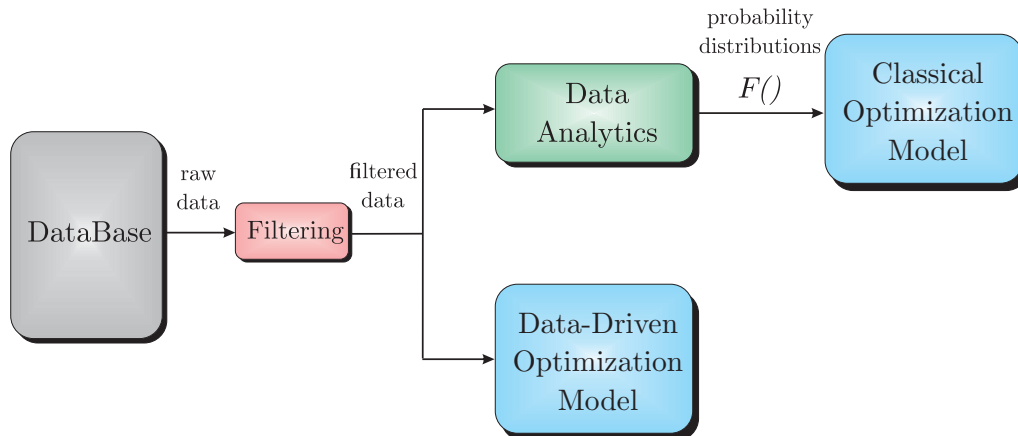 DataBase
raw
data
Filtering
filtered
data
Data
Analytics
probability
distributions
F()
Classical
Optimization
Model
Data-Driven
Optimization
Model